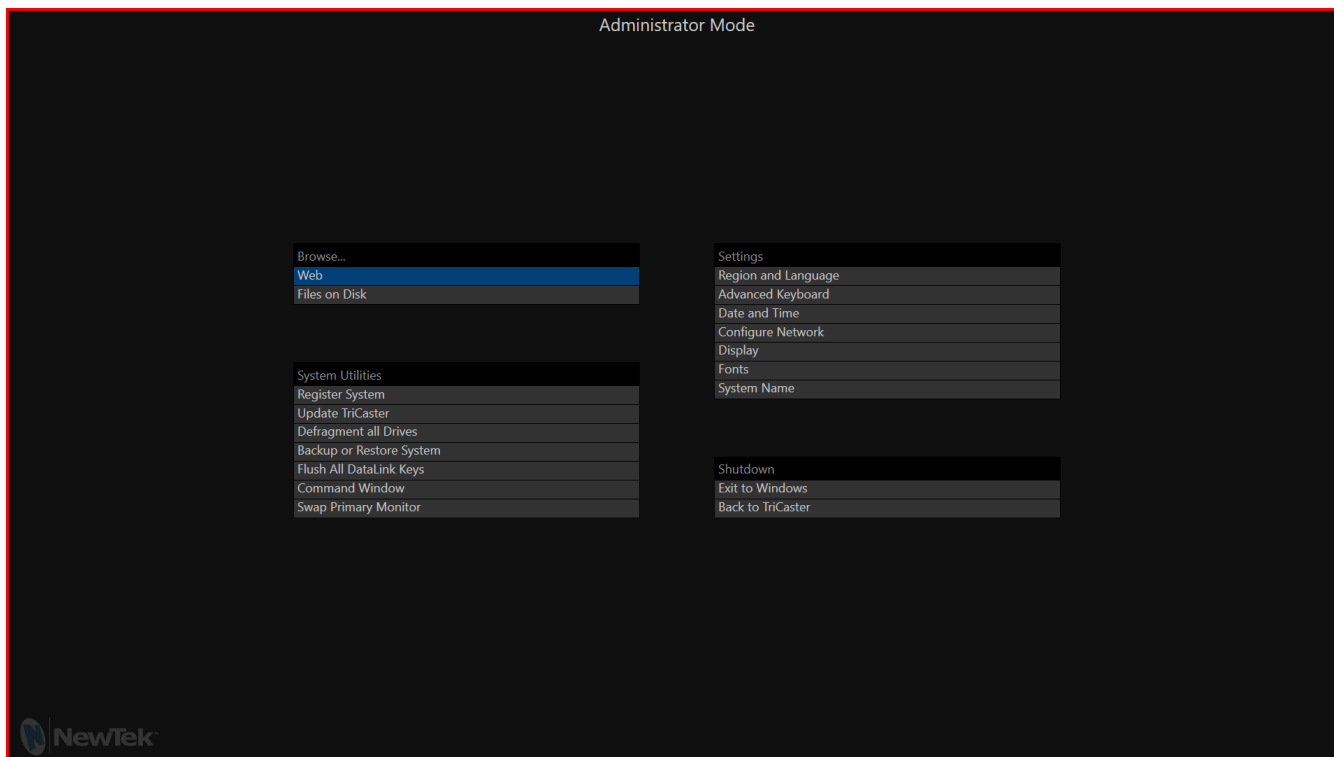 Administrator Mode
Browse...
Web
Files on Disk
System Utilities
Register System
Update TriCaster
Defragment all Drives
Backup or Restore System
Flush All DataLink Keys
Command Window
Swap Primary Monitor
Settings
Region and Language
Advanced Keyboard
Date and Time
Configure Network
Display
Fonts
System Name
Shutdown
Exit to Windows
Back to TriCaster
NewTek